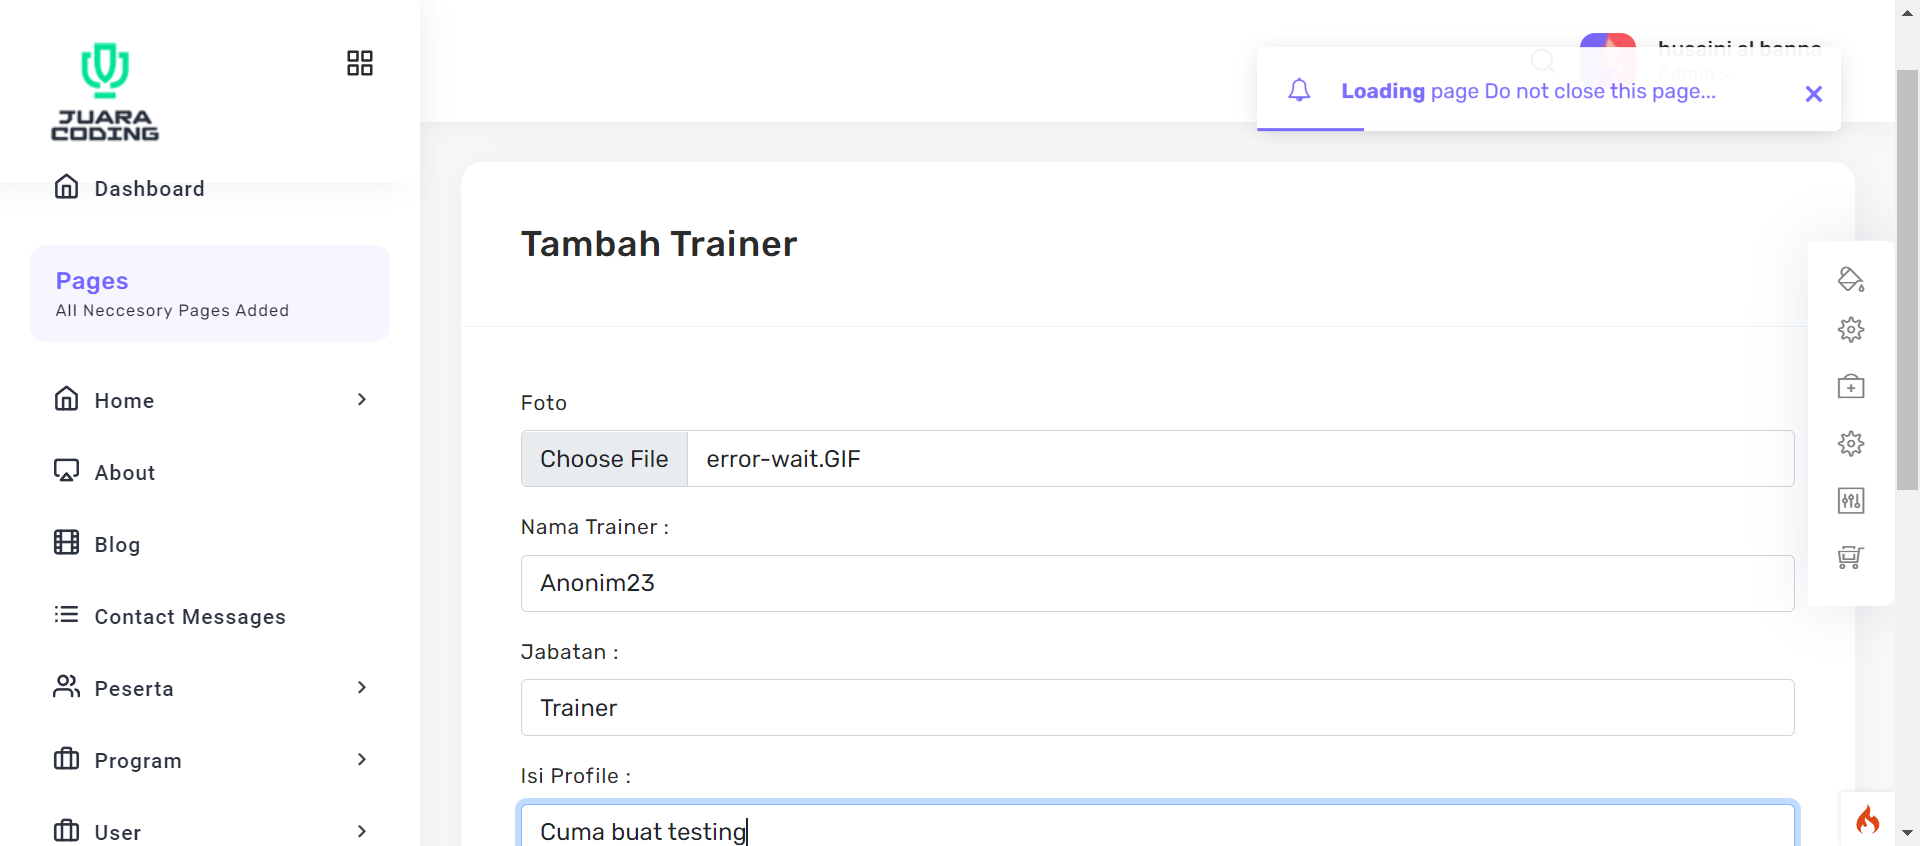 JUARA
CODING
Dashboard
Pages
All Neccesory Pages Added
Home
About
Blog
Contact Messages
Peserta
Program
User
husaini al banna
Admin
Loading page Do not close this page...
Tambah Trainer
Foto
Choose File error-wait.GIF
Nama Trainer :
Anonim23
Jabatan :
Trainer
Isi Profile :
Cuma buat testing